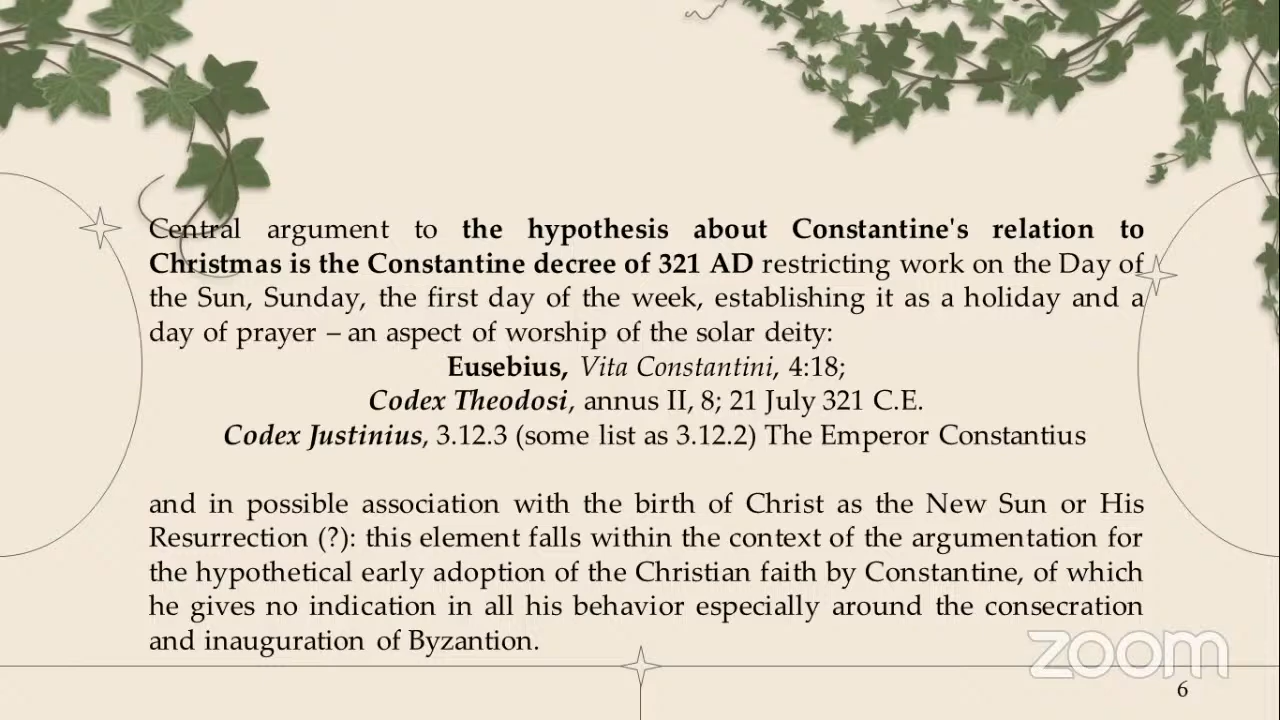 Central argument to the hypothesis about Constantine's relation to
Christmas is the Constantine decree of 321 AD restricting work on the Day of
the Sun, Sunday, the first day of the week, establishing it as a holiday and a
day of prayer – an aspect of worship of the solar deity:
Eusebius, Vita Constantini, 4:18;
Codex Theodosi, annus II, 8; 21 July 321 C.E.
Codex Justinius, 3.12.3 (some list as 3.12.2) The Emperor Constantius
and in possible association with the birth of Christ as the New Sun or His
Resurrection (?): this element falls within the context of the argumentation for
the hypothetical early adoption of the Christian faith by Constantine, of which
he gives no indication in all his behavior especially around the consecration
and inauguration of Byzantion.
zoom
6